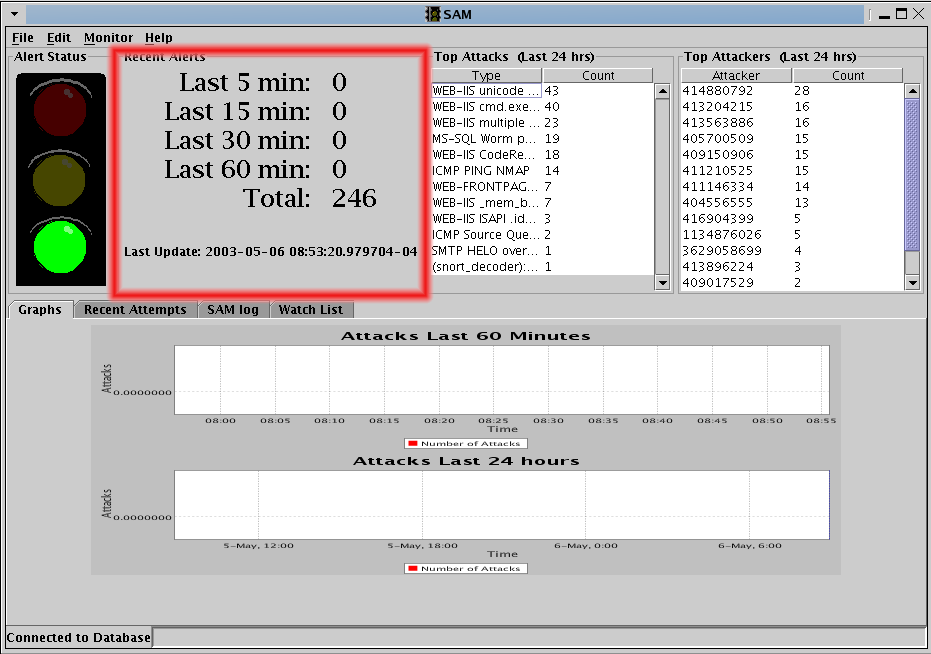 SAM
File Edit Monitor Help
Alert Status
Recent Alerts
Last 5 min: 0
Last 15 min: 0
Last 30 min: 0
Last 60 min: 0
Total: 246
Last Update: 2003-05-06 08:53:20.979704-04
Top Attacks (Last 24 hrs)
Type Count
WEB-IIS unicode ... 43
WEB-IIS cmd.exe... 40
WEB-IIS multiple ... 23
MS-SQL Worm p... 19
WEB-IIS CodeRe... 18
ICMP PING NMAP 14
WEB-FRONTPAG... 7
WEB-IIS _mem_b... 7
WEB-IIS ISAPI .id... 3
ICMP Source Que... 2
SMTP HELO over... 1
(snort_decoder):... 1
Top Attackers (Last 24 hrs)
Attacker Count
414880792 28
413204215 16
413563886 16
405700509 15
409150906 15
411210525 15
411146334 14
404556555 13
416904399 5
1134876026 5
3629058699 4
413896224 3
409017529 2
Graphs Recent Attempts SAM log Watch List
Attacks Last 60 Minutes
Attacks
0.0000000
08:00 08:05 08:10 08:15 08:20 08:25 08:30 08:35 08:40 08:45 08:50 08:55
Time
Number of Attacks
Attacks Last 24 hours
Attacks
0.0000000
5-May, 12:00 5-May, 18:00 6-May, 0:00 6-May, 6:00
Time
Number of Attacks
Connected to Database